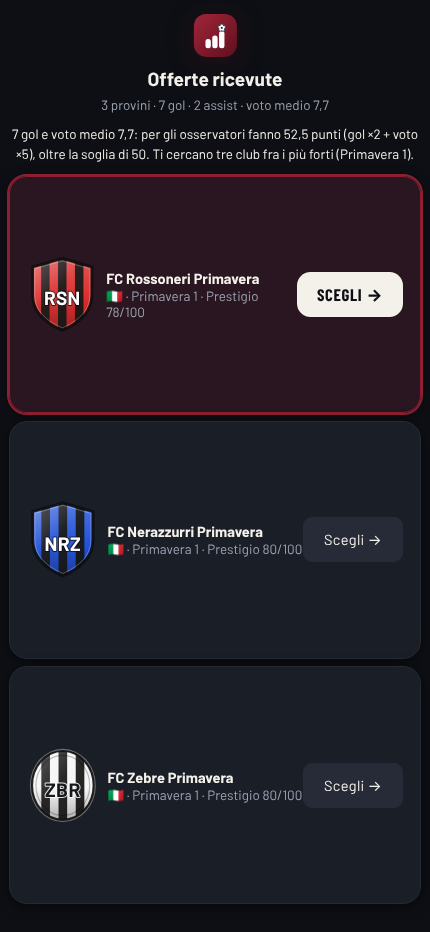 Offerte ricevute
3 provini · 7 gol · 2 assist · voto medio 7,7
7 gol e voto medio 7,7: per gli osservatori fanno 52,5 punti (gol ×2 + voto
×5), oltre la soglia di 50. Ti cercano tre club fra i più forti (Primavera 1).
RSN
FC Rossoneri Primavera
🇮🇹 · Primavera 1 · Prestigio
78/100
SCEGLI →
NRZ
FC Nerazzurri Primavera
🇮🇹 · Primavera 1 · Prestigio 80/100
Scegli →
ZBR
FC Zebre Primavera
🇮🇹 · Primavera 1 · Prestigio 80/100
Scegli →